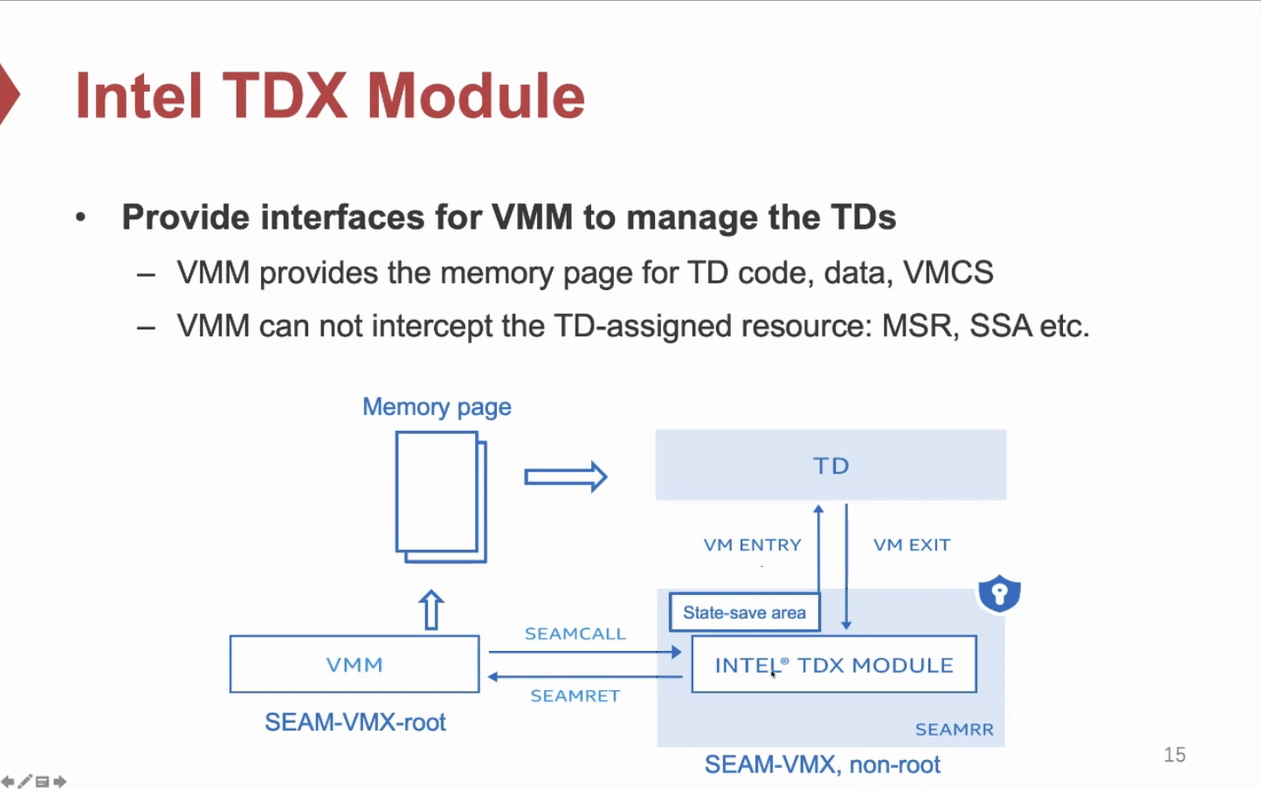 Intel TDX Module
• Provide interfaces for VMM to manage the TDs
– VMM provides the memory page for TD code, data, VMCS
– VMM can not intercept the TD-assigned resource: MSR, SSA etc.
Memory page
TD
VM ENTRY
VM EXIT
State-save area
SEAMCALL
VMM
INTEL® TDX MODULE
SEAMRET
SEAM-VMX-root
SEAMRR
SEAM-VMX, non-root
15